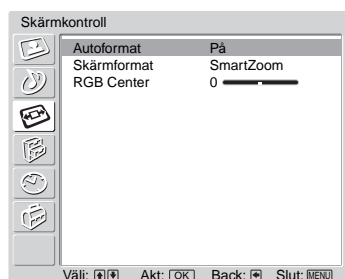 Skärmkontroll
Autoformat På
Skärmformat SmartZoom
RGB Center 0
Välj: Akt: OK Back: Slut: MENU